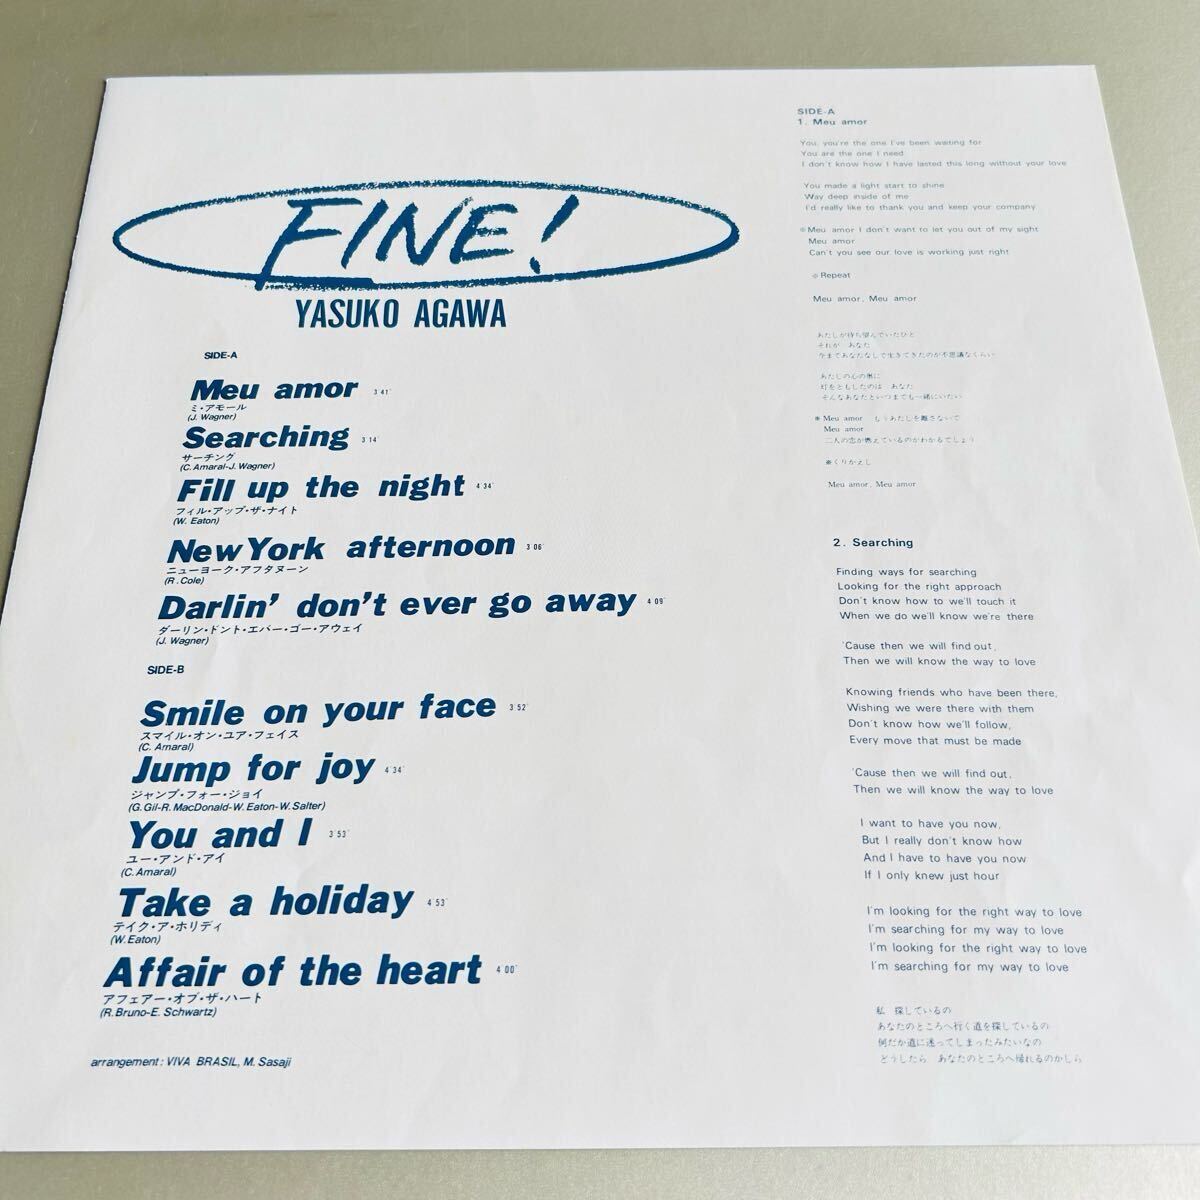 FINE!
YASUKO AGAWA
SIDE-A
Meu amor 3'41"
ミ・アモール
(J. Wagner)
Searching 3'14"
サーチング
(C. Amaral-J. Wagner)
Fill up the night 4'34"
フィル・アップ・ザ・ナイト
(W. Eaton)
New York afternoon 3'06"
ニューヨーク・アフタヌーン
(R. Cole)
Darlin' don't ever go away 4'09"
ダーリン・ドント・エバー・ゴー・アウェイ
(J. Wagner)
SIDE-B
Smile on your face 3'52"
スマイル・オン・ユア・フェイス
(C. Amaral)
Jump for joy 4'34"
ジャンプ・フォー・ジョイ
(G. Gil-R. MacDonald-W. Eaton-W. Salter)
You and I 3'53"
ユー・アンド・アイ
(C. Amaral)
Take a holiday 4'53"
テイク・ア・ホリディ
(W. Eaton)
Affair of the heart 4'00"
アフェアー・オブ・ザ・ハート
(R. Bruno-E. Schwartz)
arrangement: VIVA BRASIL, M. Sasaji
SIDE-A
1. Meu amor
You, you're the one I've been waiting for
You are the one I need
I don't know how I have lasted this long without your love
You made a light start to shine
Way deep inside of me
I'd really like to thank you and keep your company
※Meu amor I don't want to let you out of my sight
Meu amor
Can't you see our love is working just right
※Repeat
Meu amor, Meu amor
あたしが待ち望んでいたひと
それが あなた
今まであなたなしで生きてきたのが不思議なくらい
あたしの心の奥に
灯をともしたのは あなた
そんなあなたといつまでも一緒にいたい
※Meu amor もうあたしを離さないで
Meu amor
二人の恋が燃えているのがわかるでしょう
※くりかえし
Meu amor, Meu amor
2. Searching
Finding ways for searching
Looking for the right approach
Don't know how to we'll touch it
When we do we'll know we're there
'Cause then we will find out,
Then we will know the way to love
Knowing friends who have been there,
Wishing we were there with them
Don't know how we'll follow,
Every move that must be made
'Cause then we will find out,
Then we will know the way to love
I want to have you now,
But I really don't know how
And I have to have you now
If I only knew just hour
I'm looking for the right way to love
I'm searching for my way to love
I'm looking for the right way to love
I'm searching for my way to love
私 探しているの
あなたのところへ行く道を探しているの
何だか道に迷ってしまったみたいなの
どうしたら あなたのところへ帰れるのかしら